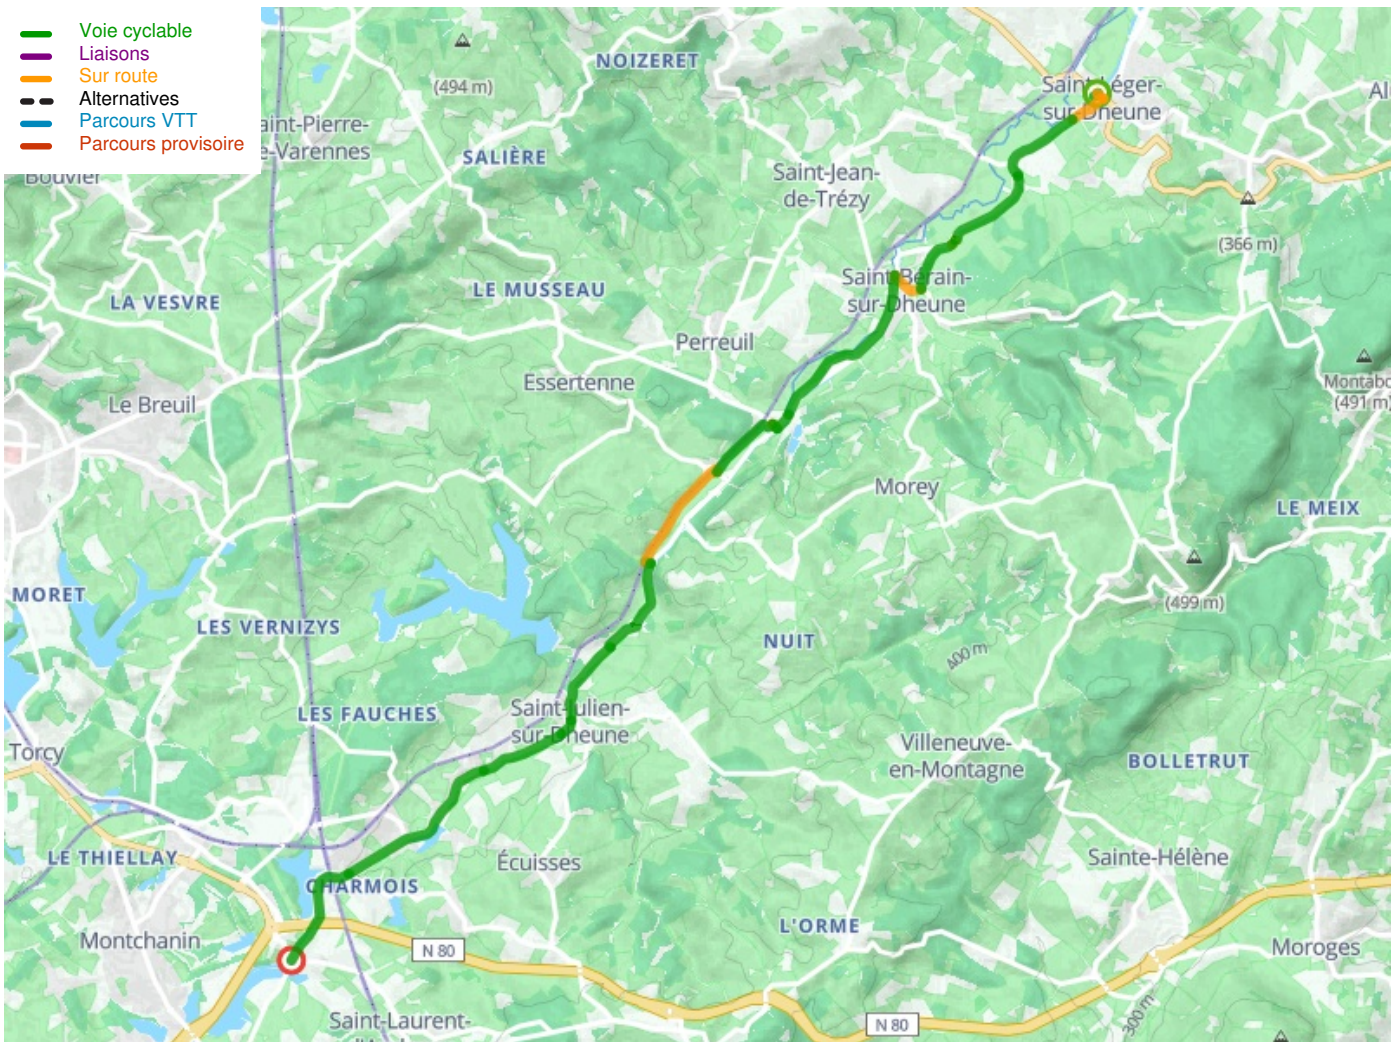 Voie cyclable
Liaisons
Sur route
Alternatives
Parcours VTT
Parcours provisoire
NOIZERET
(494 m)
Saint-Léger-
sur-Dheune
aint-Pierre-
e-Varennes
SALIÈRE
Bouvier
Saint-Jean-
de-Trézy
(366 m)
LA VESVRE
LE MUSSEAU
Saint-Bérain-
sur-Dheune
Perreuil
Essertenne
Le Breuil
Montabo
(491 m)
Morey
LE MEIX
MORET
LES VERNIZYS
NUIT
(499 m)
400 m
LES FAUCHES
Saint-Julien-
sur-Dheune
Torcy
Villeneuve-
en-Montagne
BOLLETRUT
LE THIELLAY
CHARMOIS
Écuisses
Sainte-Hélène
Montchanin
N 80
L'ORME
Moroges
Saint-Laurent-
N 80
300 m